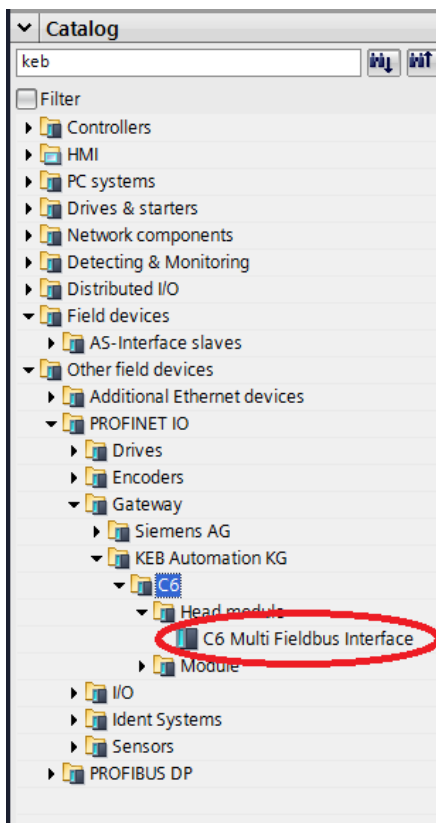 Catalog
keb
Filter
Controllers
HMI
PC systems
Drives & starters
Network components
Detecting & Monitoring
Distributed I/O
Field devices
AS-Interface slaves
Other field devices
Additional Ethernet devices
PROFINET IO
Drives
Encoders
Gateway
Siemens AG
KEB Automation KG
C6
Head module
C6 Multi Fieldbus Interface
Module
I/O
Ident Systems
Sensors
PROFIBUS DP